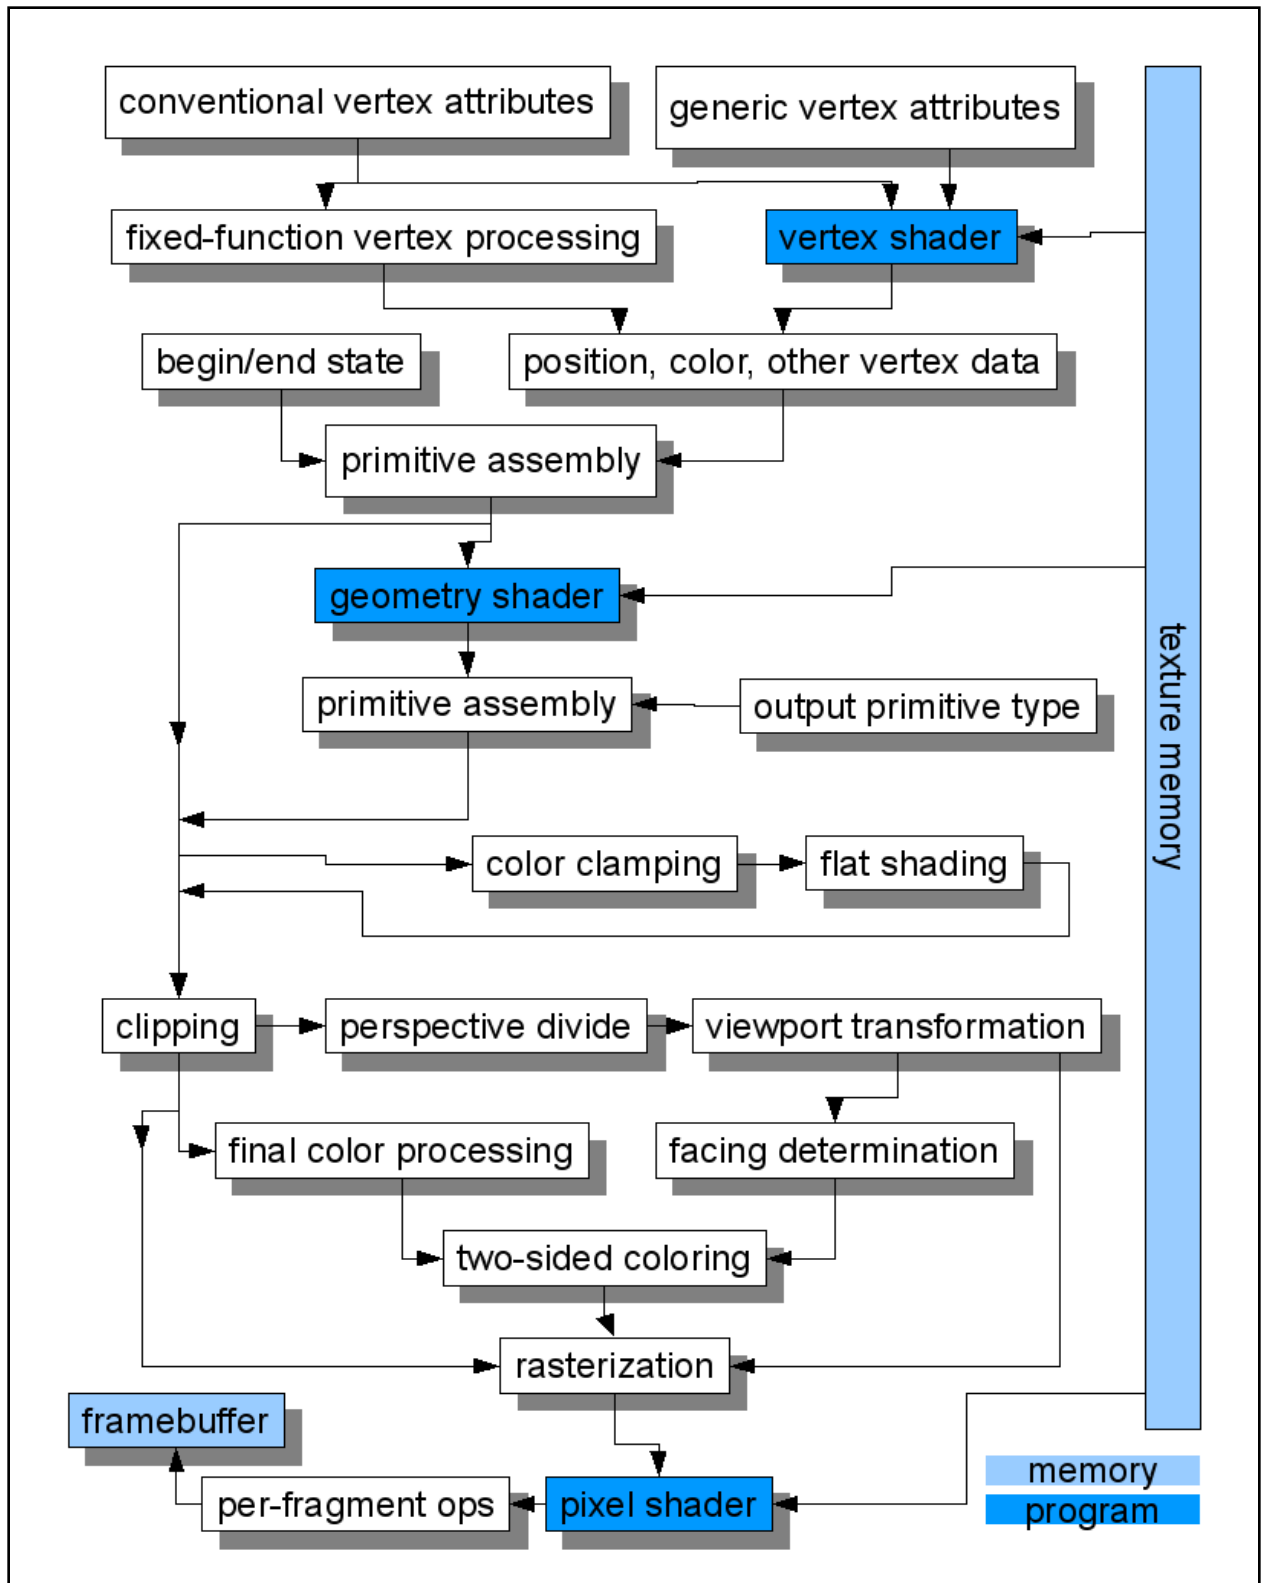 conventional vertex attributes
generic vertex attributes
fixed-function vertex processing
vertex shader
begin/end state
position, color, other vertex data
primitive assembly
geometry shader
primitive assembly
output primitive type
texture memory
color clamping
flat shading
clipping
perspective divide
viewport transformation
final color processing
facing determination
two-sided coloring
rasterization
framebuffer
per-fragment ops
pixel shader
memory
program